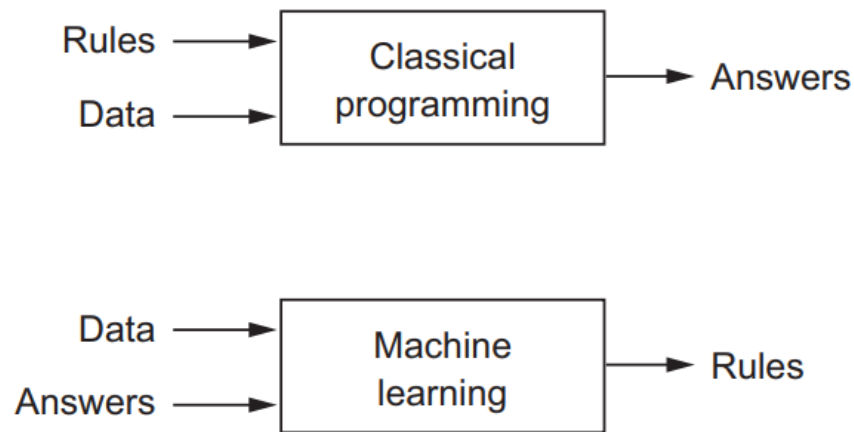 Rules
Data
Classical
programming
Answers
Data
Answers
Machine
learning
Rules